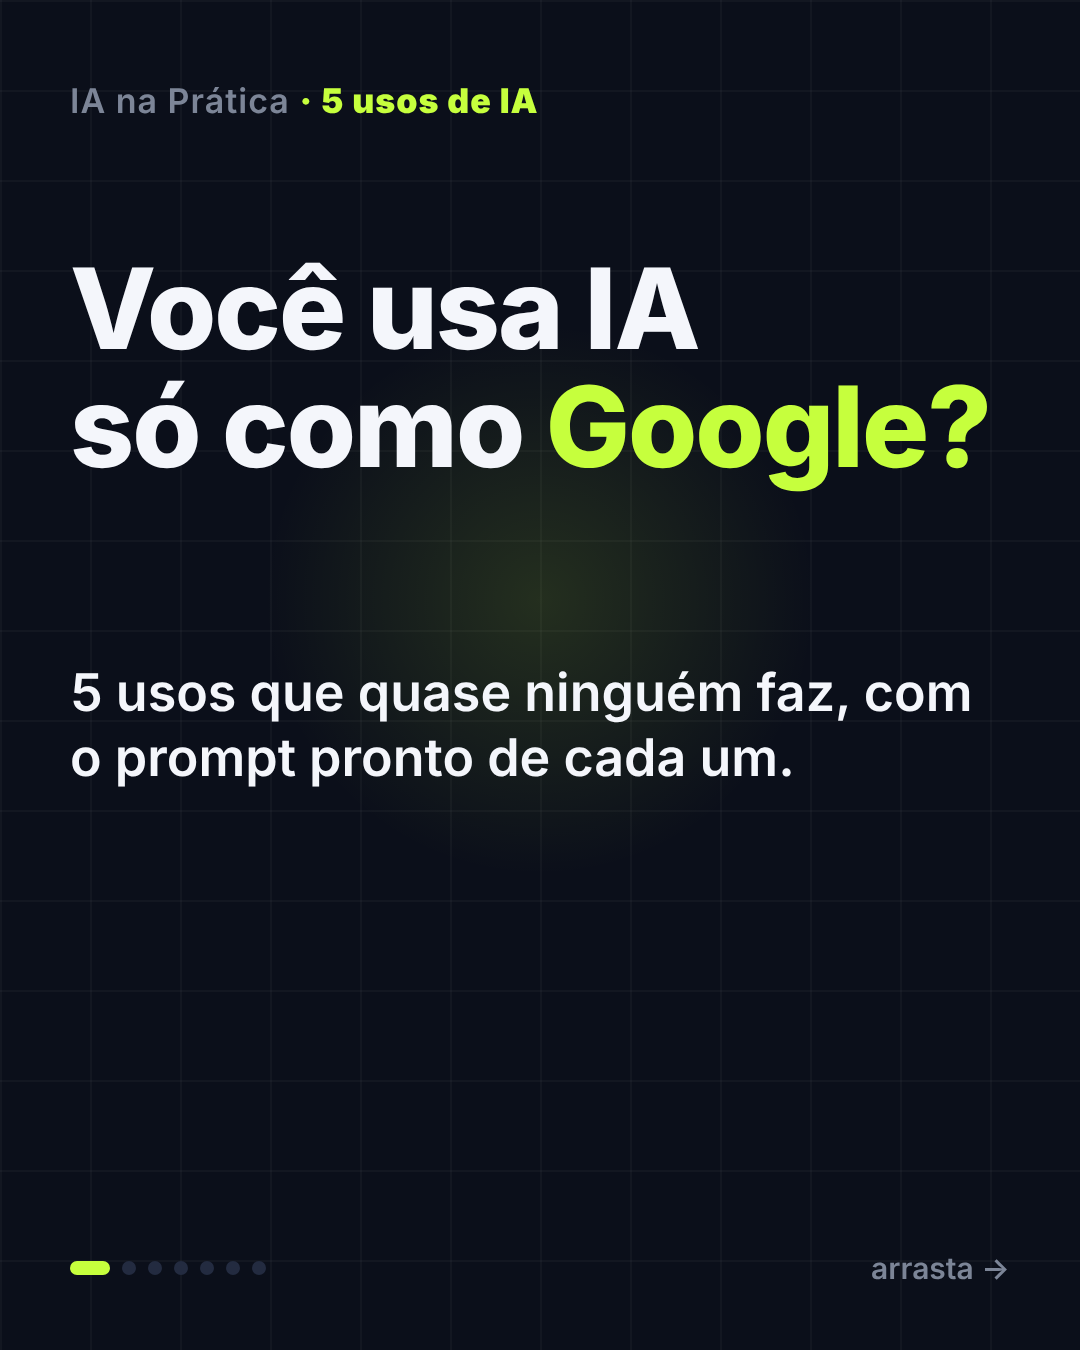 IA na Prática · 5 usos de IA
Você usa IA
só como Google?
5 usos que quase ninguém faz, com
o prompt pronto de cada um.
arrasta →